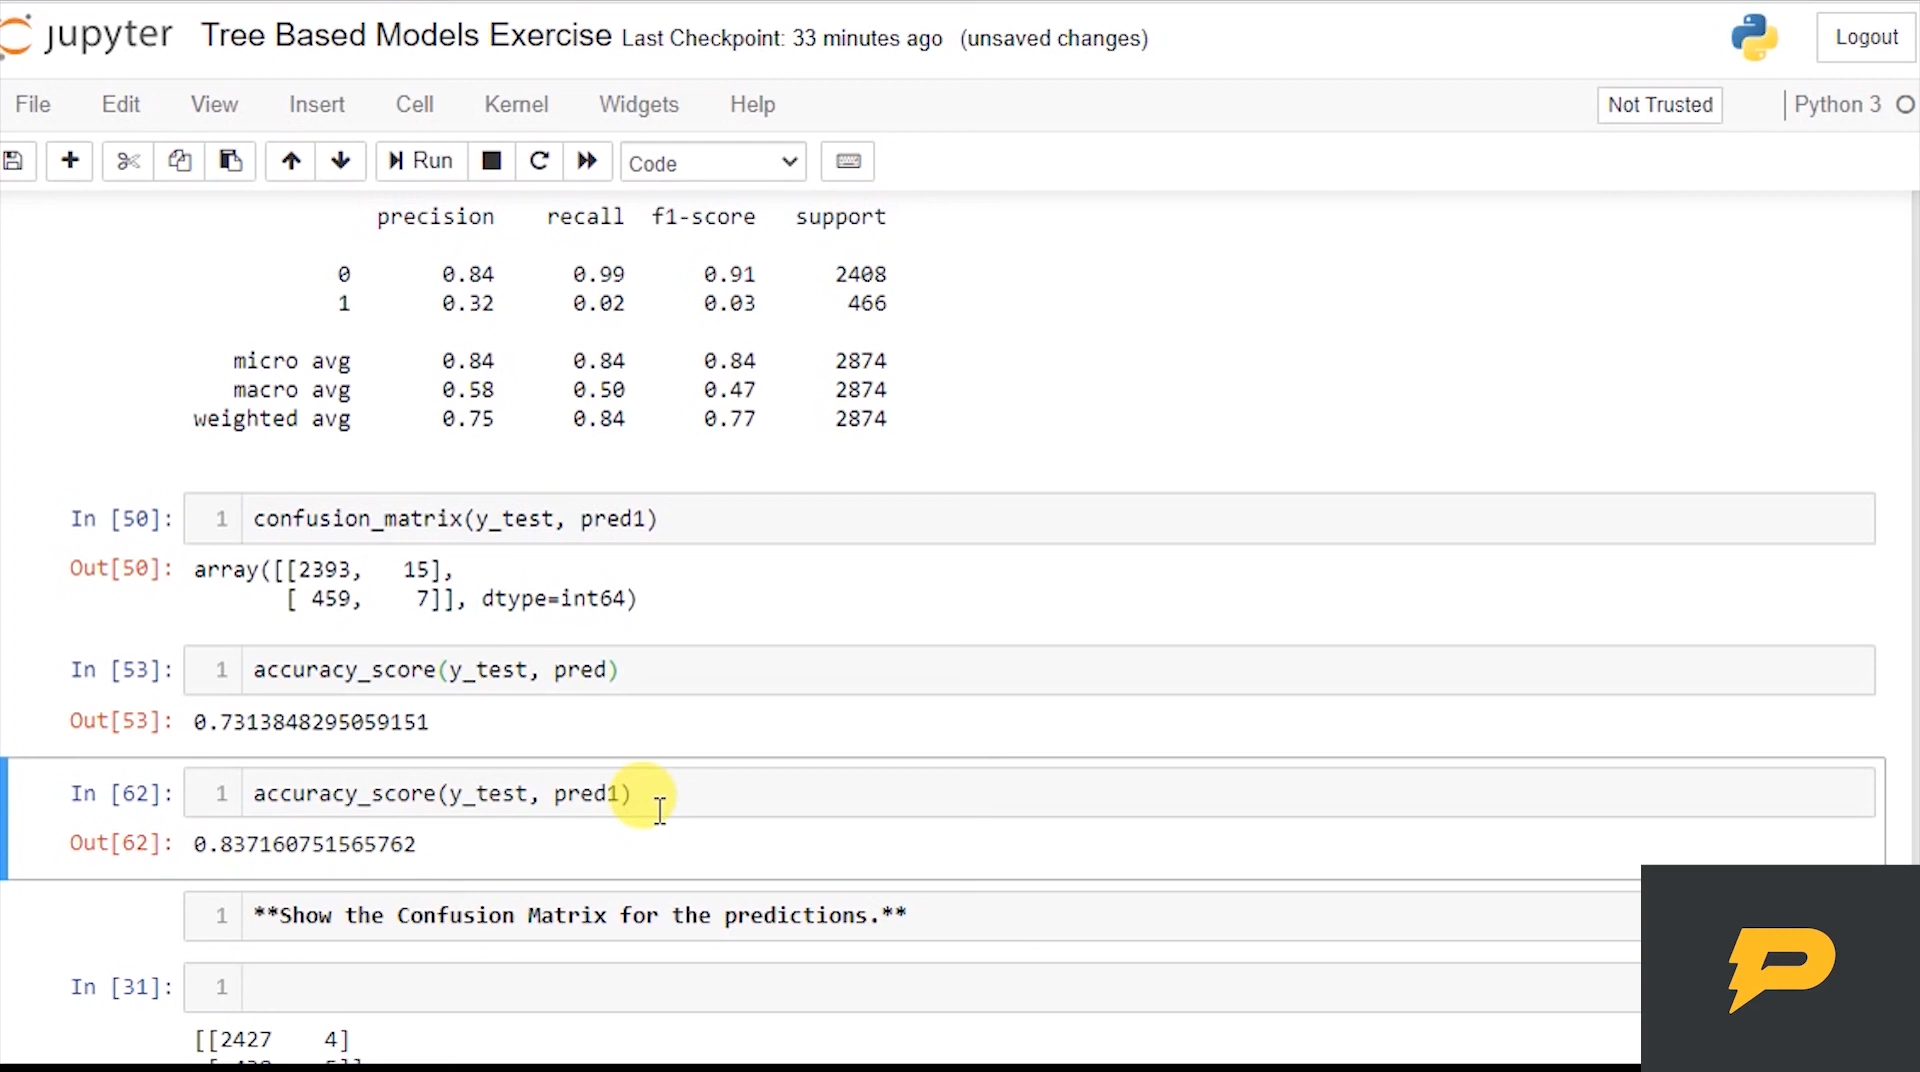 jupyter Tree Based Models Exercise Last Checkpoint: 33 minutes ago (unsaved changes) Logout
File Edit View Insert Cell Kernel Widgets Help Not Trusted Python 3
Run Code
precision recall f1-score support
0 0.84 0.99 0.91 2408
1 0.32 0.02 0.03 466
micro avg 0.84 0.84 0.84 2874
macro avg 0.58 0.50 0.47 2874
weighted avg 0.75 0.84 0.77 2874
In [50]: 1 confusion_matrix(y_test, pred1)
Out[50]: array([[2393, 15],
[ 459, 7]], dtype=int64)
In [53]: 1 accuracy_score(y_test, pred)
Out[53]: 0.7313848295059151
In [62]: 1 accuracy_score(y_test, pred1)
Out[62]: 0.837160751565762
1 **Show the Confusion Matrix for the predictions.**
In [31]: 1
[[2427 4]